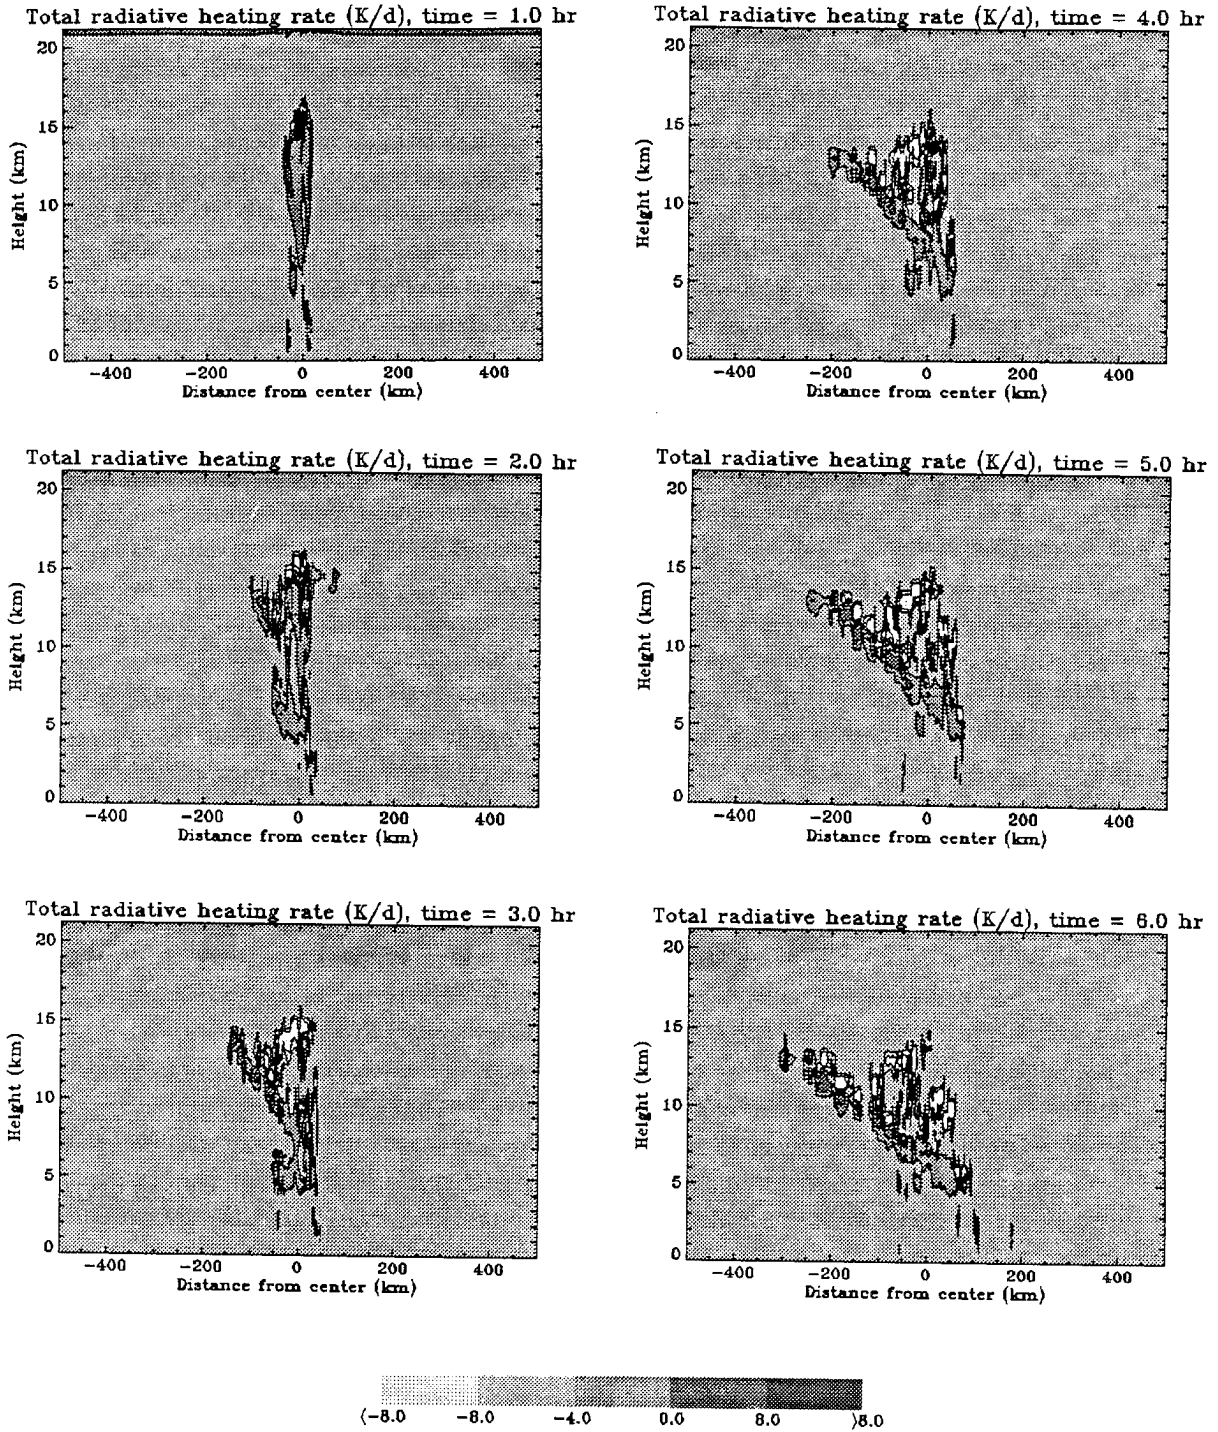 Total radiative heating rate (K/d), time = 1.0 hr
20
15
10
5
0
Height (km)
-400 -200 0 200 400
Distance from center (km)
Total radiative heating rate (K/d), time = 4.0 hr
20
15
10
5
0
Height (km)
-400 -200 0 200 400
Distance from center (km)
Total radiative heating rate (K/d), time = 2.0 hr
20
15
10
5
0
Height (km)
-400 -200 0 200 400
Distance from center (km)
Total radiative heating rate (K/d), time = 5.0 hr
20
15
10
5
0
Height (km)
-400 -200 0 200 400
Distance from center (km)
Total radiative heating rate (K/d), time = 3.0 hr
20
15
10
5
0
Height (km)
-400 -200 0 200 400
Distance from center (km)
Total radiative heating rate (K/d), time = 6.0 hr
20
15
10
5
0
Height (km)
-400 -200 0 200 400
Distance from center (km)
<-8.0 -8.0 -4.0 0.0 8.0 >8.0